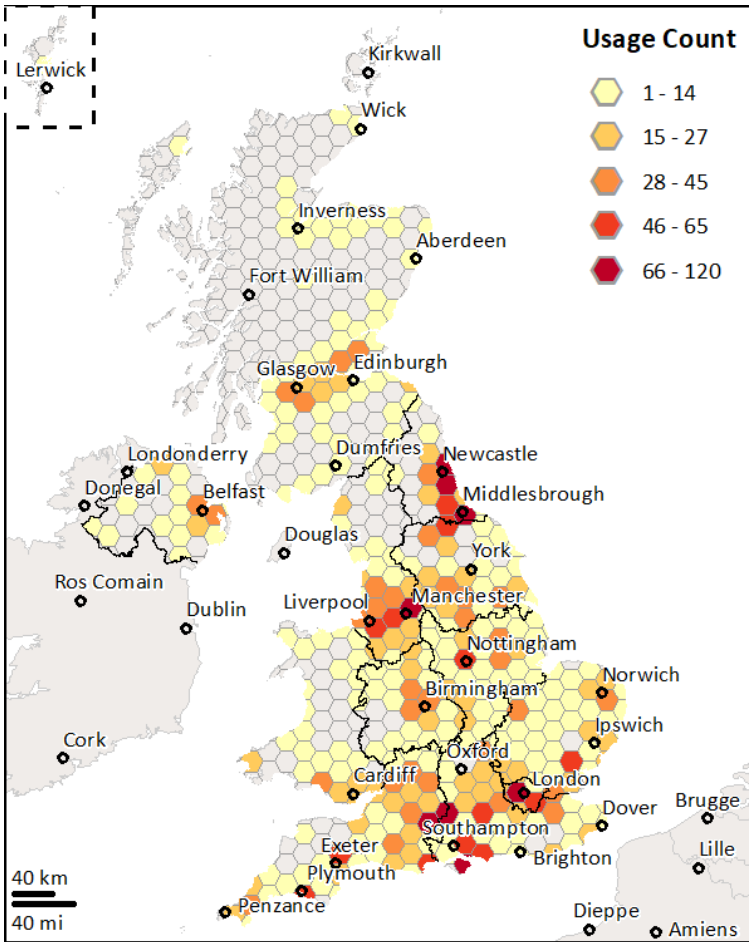 Usage Count
1 - 14
15 - 27
28 - 45
46 - 65
66 - 120
Lerwick
Kirkwall
Wick
Inverness
Aberdeen
Fort William
Glasgow
Edinburgh
Dumfries
Newcastle
Londonderry
Donegal
Belfast
Middlesbrough
Douglas
York
Ros Comain
Dublin
Liverpool
Manchester
Nottingham
Norwich
Birmingham
Ipswich
Cork
Oxford
Cardiff
London
Dover
Brugge
Southampton
Exeter
Brighton
Lille
Plymouth
Penzance
40 km
40 mi
Dieppe
Amiens